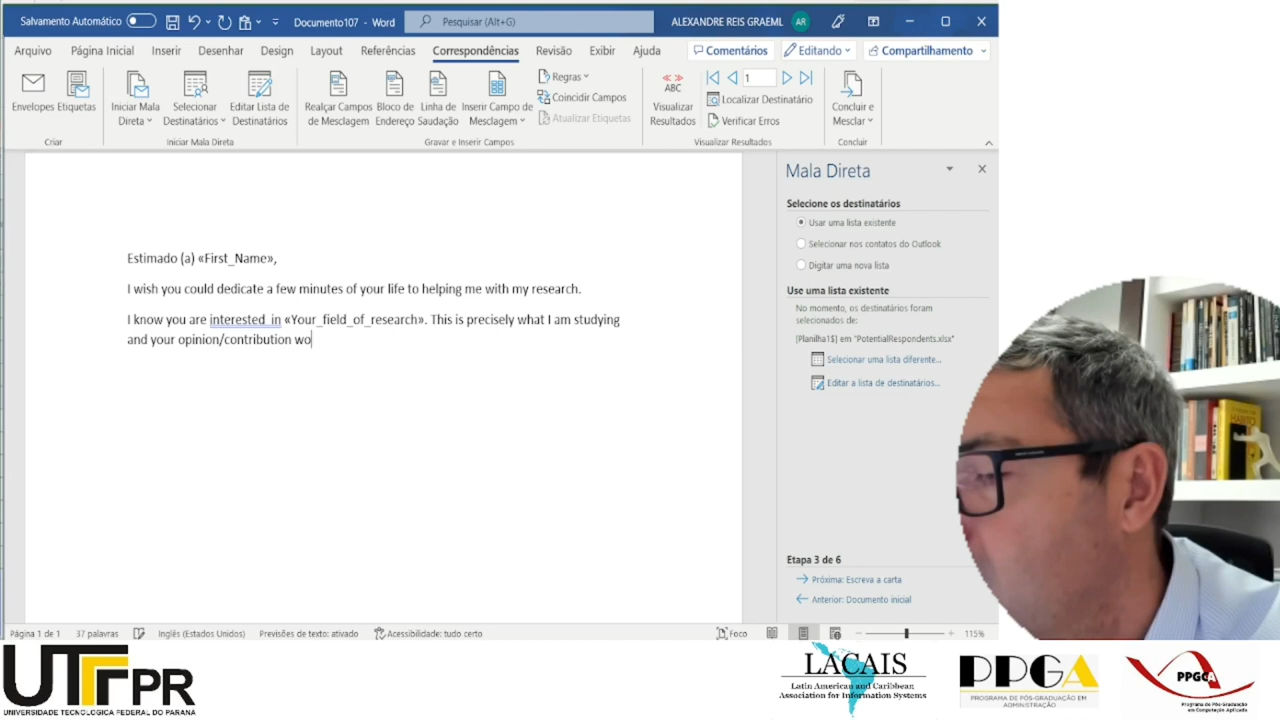 Salvamento Automático
Documento107 - Word
Pesquisar (Alt+G)
ALEXANDRE REIS GRAEML
AR
Arquivo Página Inicial Inserir Desenhar Design Layout Referências Correspondências Revisão Exibir Ajuda
Comentários Editando Compartilhamento
Envelopes Etiquetas
Criar
Iniciar Mala Direta
Selecionar Destinatários
Editar Lista de Destinatários
Iniciar Mala Direta
Realçar Campos de Mesclagem
Bloco de Endereço
Linha de Saudação
Inserir Campo de Mesclagem
Regras
Coincidir Campos
Atualizar Etiquetas
Gravar e Inserir Campos
ABC
Visualizar Resultados
1
Localizar Destinatário
Verificar Erros
Visualizar Resultados
Concluir e Mesclar
Concluir
Estimado (a) «First_Name»,
I wish you could dedicate a few minutes of your life to helping me with my research.
I know you are interested in «Your_field_of_research». This is precisely what I am studying
and your opinion/contribution wo
Mala Direta
Selecione os destinatários
Usar uma lista existente
Selecionar nos contatos do Outlook
Digitar uma nova lista
Use uma lista existente
No momento, os destinatários foram
selecionados de:
[Planilha1$] em "PotentialRespondents.xlsx"
Selecionar uma lista diferente...
Editar a lista de destinatários...
Etapa 3 de 6
Próxima: Escreva a carta
Anterior: Documento inicial
Página 1 de 1 37 palavras Inglês (Estados Unidos) Previsões de texto: ativado Acessibilidade: tudo certo Foco 115%
UTFPR
UNIVERSIDADE TECNOLÓGICA FEDERAL DO PARANÁ
LACAIS
Latin American and Caribbean
Association for Information Systems
PPGA
PROGRAMA DE PÓS-GRADUAÇÃO EM
ADMINISTRAÇÃO
PPGCA
Programa de Pós-Graduação
em Computação Aplicada